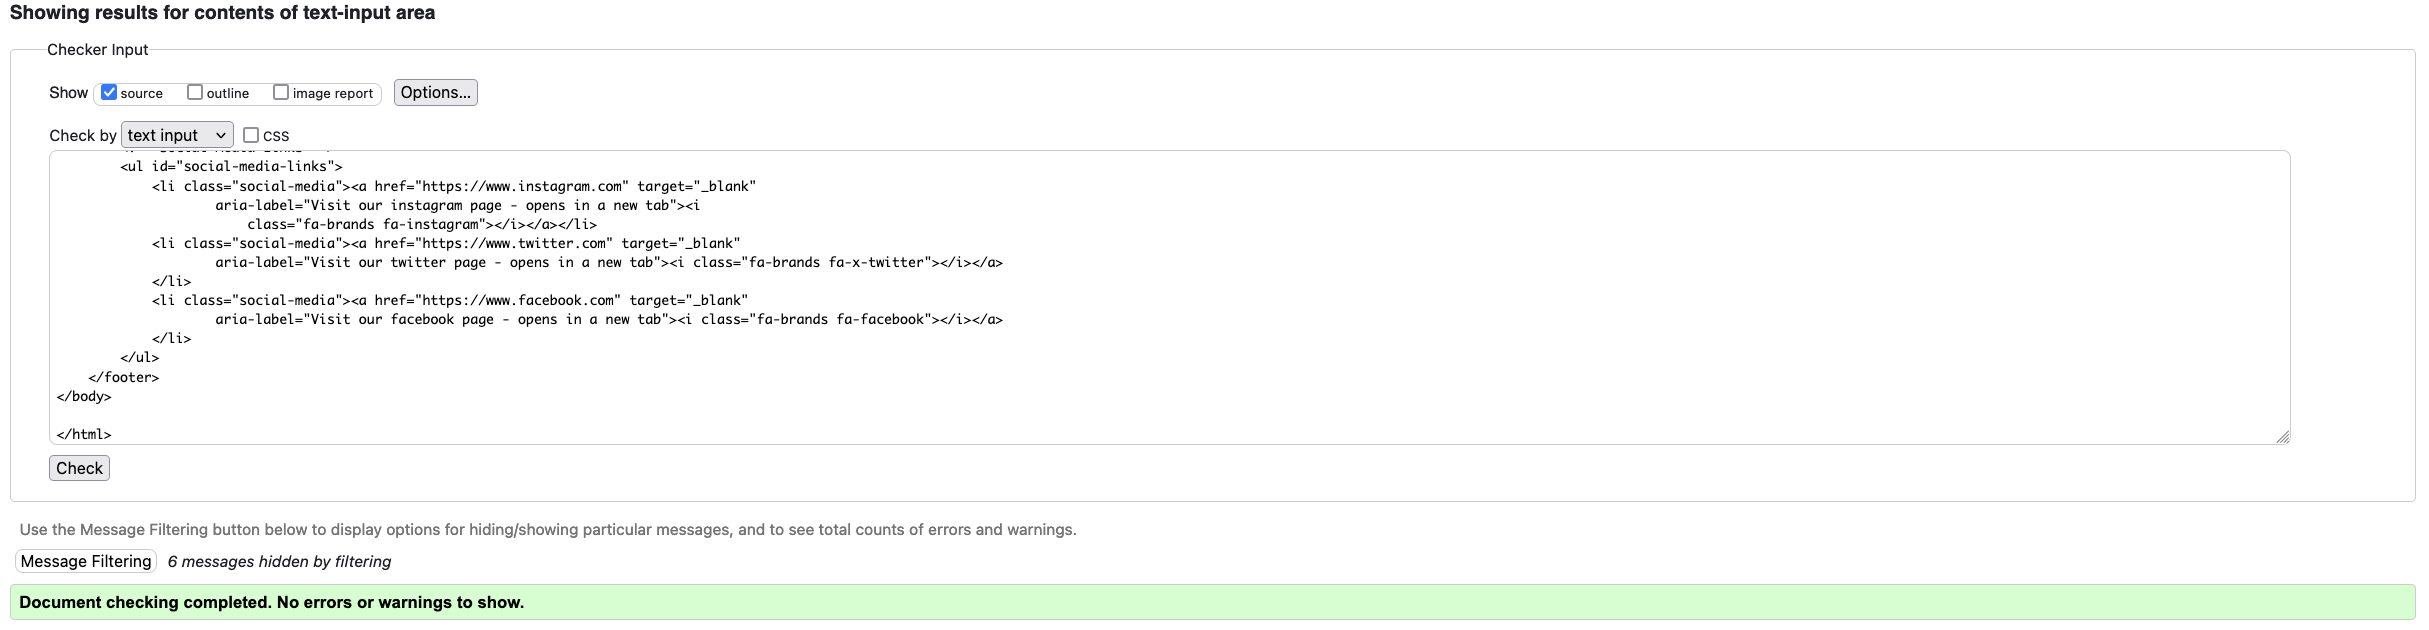 Showing results for contents of text-input area
Checker Input
Show source outline image report Options...
Check by text input CSS
<ul id="social-media-links">
<li class="social-media"><a href="https://www.instagram.com" target="_blank"
aria-label="Visit our instagram page - opens in a new tab"><i
class="fa-brands fa-instagram"></i></a></li>
<li class="social-media"><a href="https://www.twitter.com" target="_blank"
aria-label="Visit our twitter page - opens in a new tab"><i class="fa-brands fa-x-twitter"></i></a>
</li>
<li class="social-media"><a href="https://www.facebook.com" target="_blank"
aria-label="Visit our facebook page - opens in a new tab"><i class="fa-brands fa-facebook"></i></a>
</li>
</ul>
</footer>
</body>
</html>
Check
Use the Message Filtering button below to display options for hiding/showing particular messages, and to see total counts of errors and warnings.
Message Filtering 6 messages hidden by filtering
Document checking completed. No errors or warnings to show.